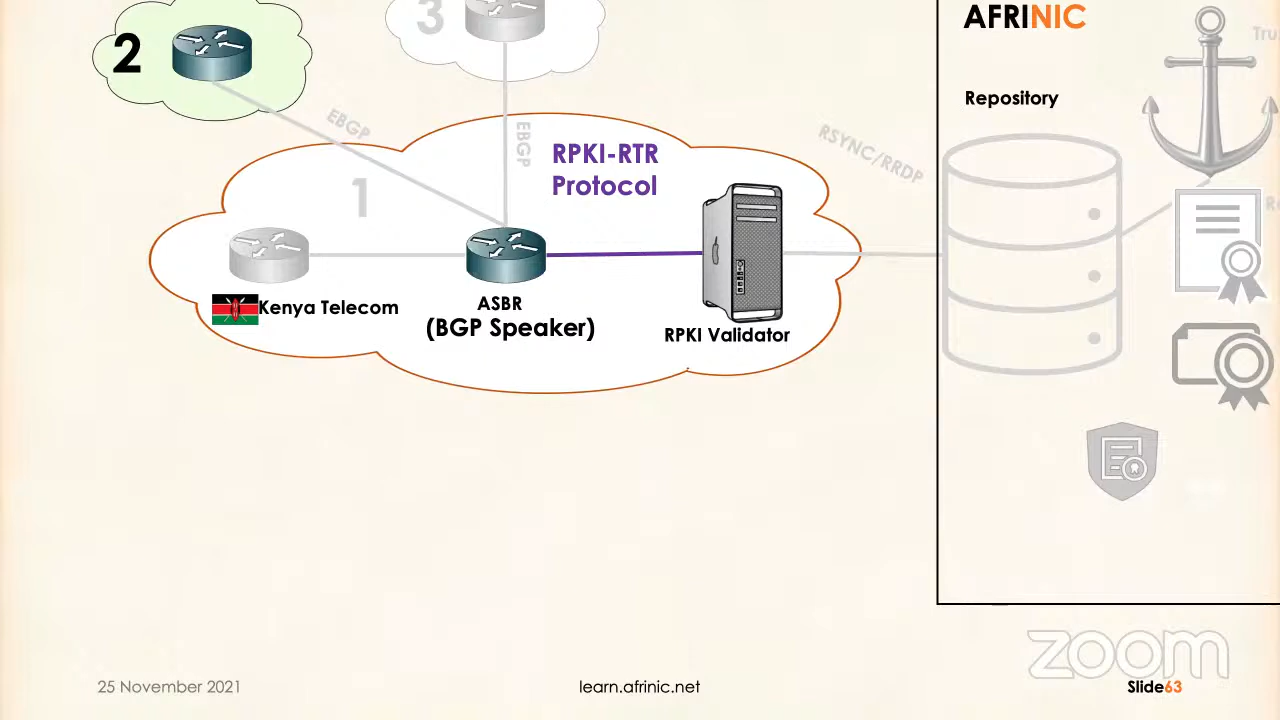 3
AFRINIC
2
Repository
EBGP
EBGP
RSYNC/RRDP
RPKI-RTR
Protocol
1
Kenya Telecom
ASBR
(BGP Speaker)
RPKI Validator
zoom
25 November 2021
learn.afrinic.net
Slide63